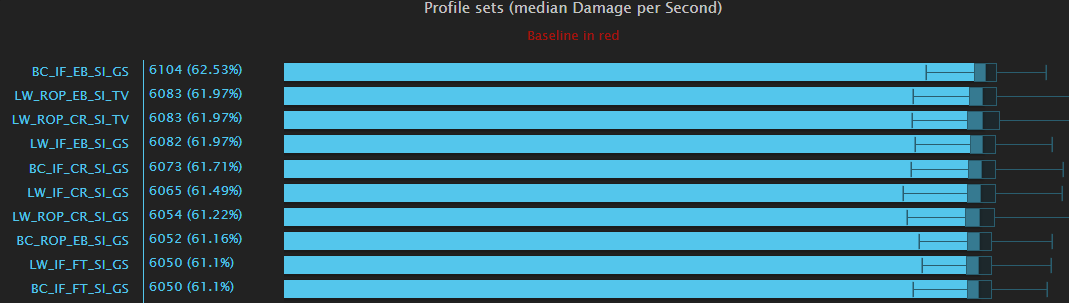 Profile sets (median Damage per Second)
Baseline in red
BC_IF_EB_SI_GS 6104 (62.53%)
LW_ROP_EB_SI_TV 6083 (61.97%)
LW_ROP_CR_SI_TV 6083 (61.97%)
LW_IF_EB_SI_GS 6082 (61.97%)
BC_IF_CR_SI_GS 6073 (61.71%)
LW_IF_CR_SI_GS 6065 (61.49%)
LW_ROP_CR_SI_GS 6054 (61.22%)
BC_ROP_EB_SI_GS 6052 (61.16%)
LW_IF_FT_SI_GS 6050 (61.1%)
BC_IF_FT_SI_GS 6050 (61.1%)